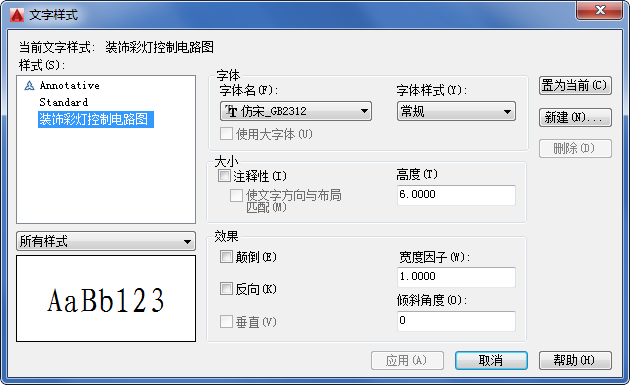 文字样式
当前文字样式: 装饰彩灯控制电路图
样式(S):
Annotative
Standard
装饰彩灯控制电路图
所有样式
AaBb123
字体
字体名(F):
仿宋_GB2312
使用大字体(U)
字体样式(Y):
常规
大小
注释性(I)
使文字方向与布局
匹配(M)
高度(T)
6.0000
效果
颠倒(E)
反向(K)
垂直(V)
宽度因子(W):
1.0000
倾斜角度(O):
0
置为当前(C)
新建(N)...
删除(D)
应用(A)
取消
帮助(H)